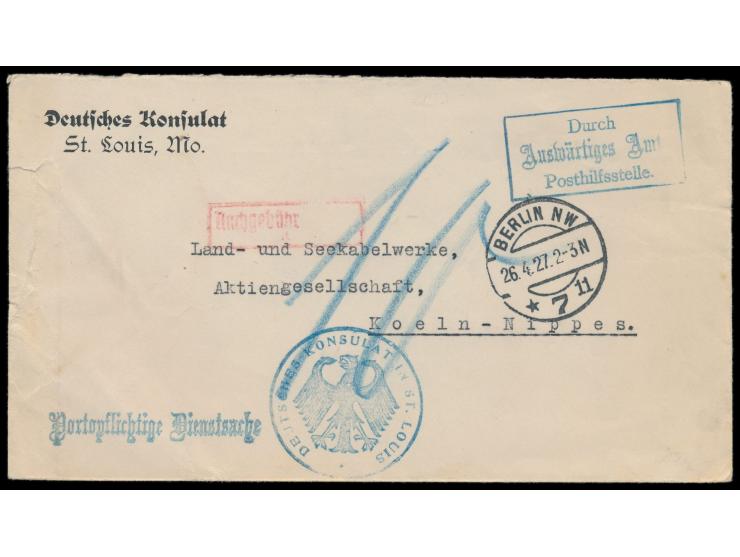 Deutsches Konsulat
St. Louis, Mo.
Durch
Auswärtiges Amt
Posthilfsstelle.
Nachgebühr
BERLIN NW
26.4.27.2-3N
* 7 11
Land- und Seekabelwerke,
Aktiengesellschaft,
Koeln-Nippes.
DEUTSCHES KONSULAT IN ST. LOUIS
Portopflichtige Dienstsache